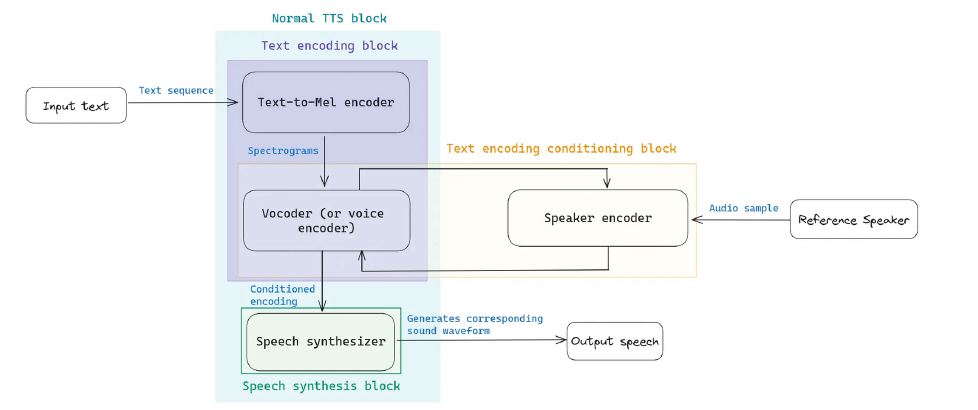 Normal TTS block
Text encoding block
Input text
Text sequence
Text-to-Mel encoder
Spectrograms
Text encoding conditioning block
Vocoder (or voice
encoder)
Speaker encoder
Audio sample
Reference Speaker
Conditioned
encoding
Speech synthesizer
Generates corresponding
sound waveform
Output speech
Speech synthesis block